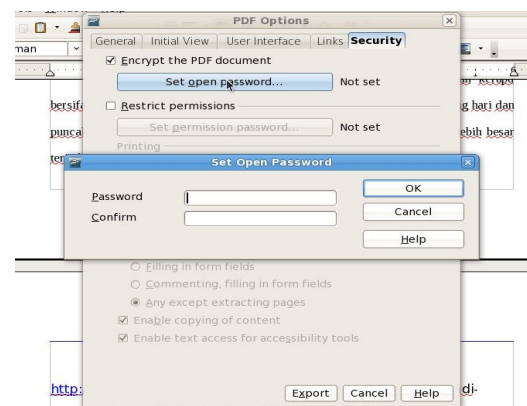 PDF Options
man
General Initial View User Interface Links Security
Encrypt the PDF document
Set open password... Not set
bersifa
Restrict permissions
g hari dan
punca
Set permission password... Not set
ebih besar
Printing
Set Open Password
Password
OK
Confirm
Cancel
Help
Filling in form fields
Commenting, filling in form fields
Any except extracting pages
Enable copying of content
Enable text access for accessibility tools
http:
di-
Export Cancel Help